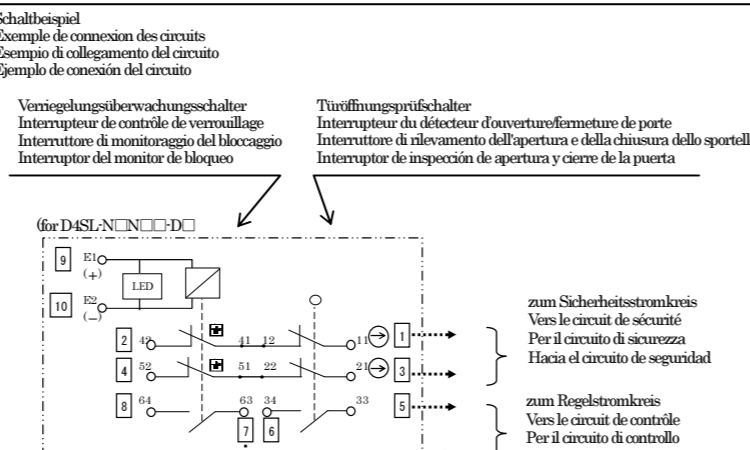 Schaltbeispiel
Exemple de connexion des circuits
Esempio di collegamento del circuito
Ejemplo de conexión del circuito
Verriegelungsüberwachungsschalter
Interrupteur de contrôle de verrouillage
Interruttore di monitoraggio del bloccaggio
Interruptor del monitor de bloqueo
Türöffnungsprüfschalter
Interrupteur du détecteur d'ouverture/fermeture de porte
Interruttore di rilevamento dell'apertura e della chiusura dello sportell
Interruptor de inspección de apertura y cierre de la puerta
(for D4SL-N□N□□-D□
9 E1 (+)
LED
10 E2 (−)
2 42 41 12 11 1
4 52 51 22 21 3
8 64 63 34 33 5
7 6
zum Sicherheitsstromkreis
Vers le circuit de sécurité
Per il circuito di sicurezza
Hacia el circuito de seguridad
zum Regelstromkreis
Vers le circuit de contrôle
Per il circuito di controllo